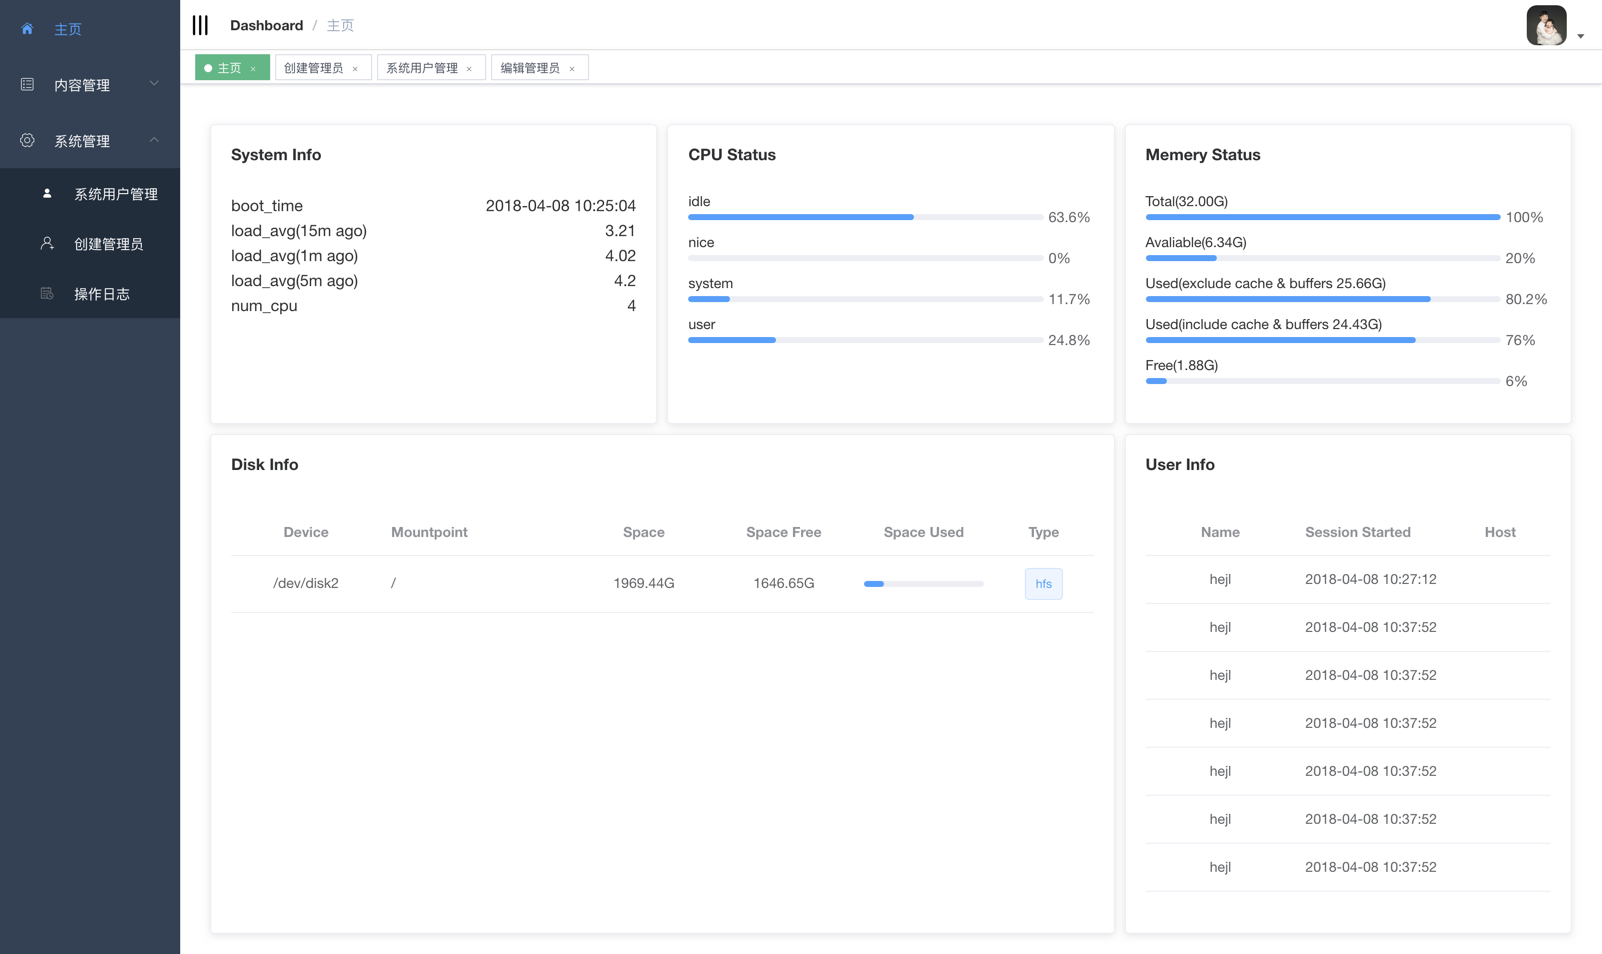 主页
内容管理
系统管理
系统用户管理
创建管理员
操作日志
Dashboard / 主页
主页 × 创建管理员 × 系统用户管理 × 编辑管理员 ×
System Info
boot_time 2018-04-08 10:25:04
load_avg(15m ago) 3.21
load_avg(1m ago) 4.02
load_avg(5m ago) 4.2
num_cpu 4
CPU Status
idle
63.6%
nice
0%
system
11.7%
user
24.8%
Memery Status
Total(32.00G)
100%
Avaliable(6.34G)
20%
Used(exclude cache & buffers 25.66G)
80.2%
Used(include cache & buffers 24.43G)
76%
Free(1.88G)
6%
Disk Info
Device Mountpoint Space Space Free Space Used Type
/dev/disk2 / 1969.44G 1646.65G hfs
User Info
Name Session Started Host
hejl 2018-04-08 10:27:12
hejl 2018-04-08 10:37:52
hejl 2018-04-08 10:37:52
hejl 2018-04-08 10:37:52
hejl 2018-04-08 10:37:52
hejl 2018-04-08 10:37:52
hejl 2018-04-08 10:37:52